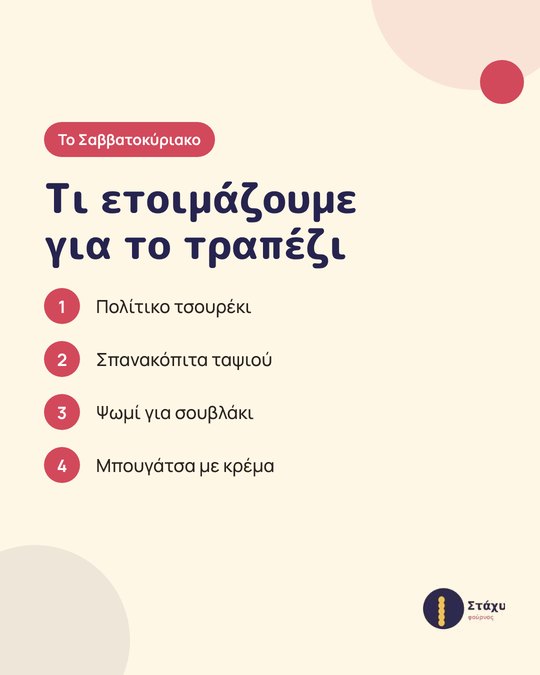 Το Σαββατοκύριακο
Τι ετοιμάζουμε
για το τραπέζι
1 Πολίτικο τσουρέκι
2 Σπανακόπιτα ταψιού
3 Ψωμί για σουβλάκι
4 Μπουγάτσα με κρέμα
Στάχυ
φούρνος